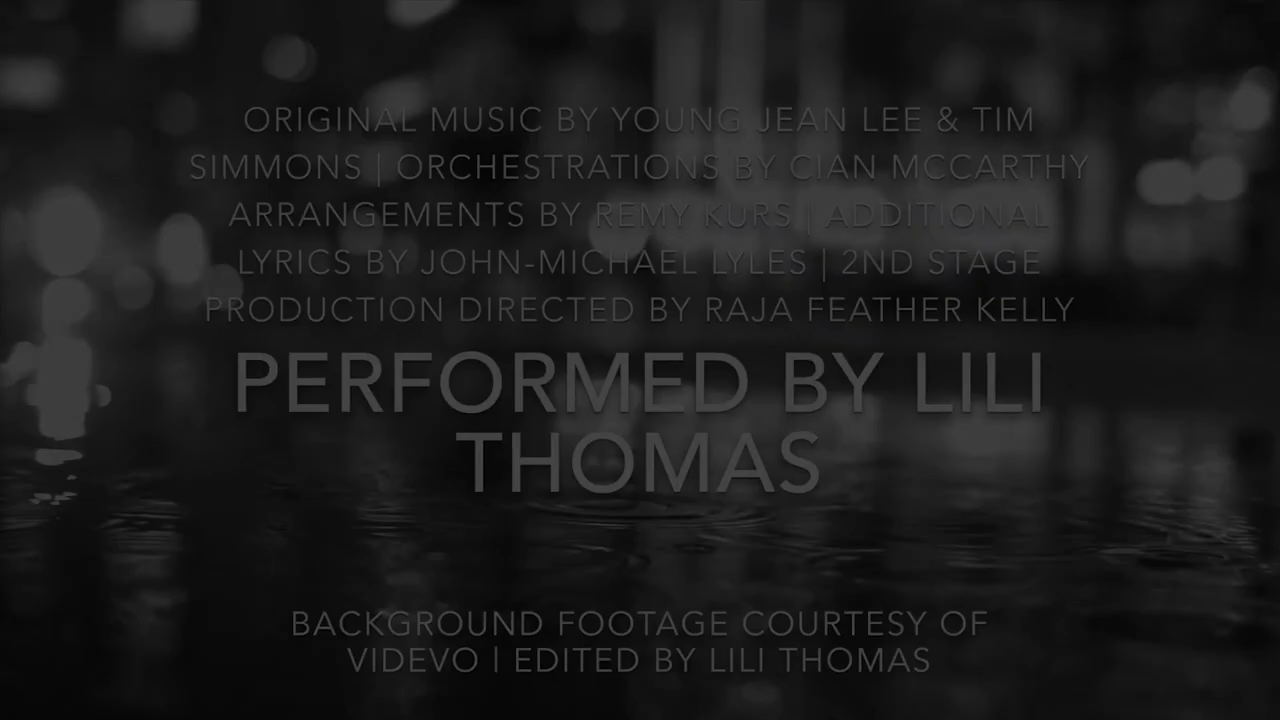 ORIGINAL MUSIC BY YOUNG JEAN LEE & TIM
SIMMONS | ORCHESTRATIONS BY CIAN MCCARTHY
ARRANGEMENTS BY REMY KURS | ADDITIONAL
LYRICS BY JOHN-MICHAEL LYLES | 2ND STAGE
PRODUCTION DIRECTED BY RAJA FEATHER KELLY
PERFORMED BY LILI
THOMAS
BACKGROUND FOOTAGE COURTESY OF
VIDEVO | EDITED BY LILI THOMAS